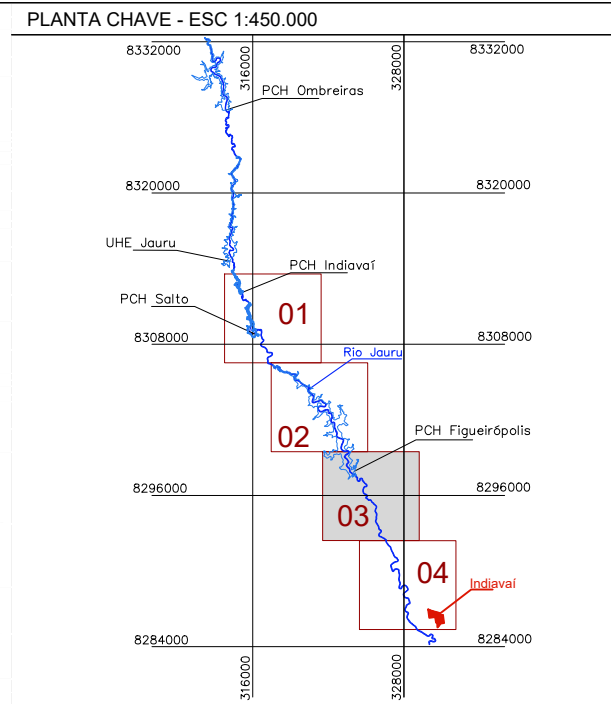 PLANTA CHAVE - ESC 1:450.000
8332000
316000
328000
8332000
PCH Ombreiras
8320000
8320000
UHE Jauru
PCH Indiavaí
PCH Salto
01
8308000
8308000
Rio Jauru
02
PCH Figueirópolis
8296000
8296000
03
04
Indiavaí
8284000
8284000
316000
328000